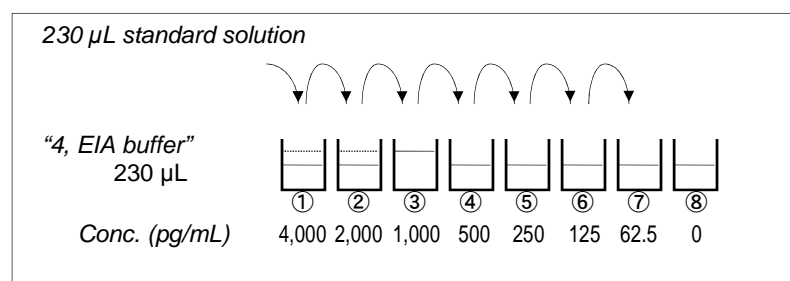 230 µL standard solution
“4, EIA buffer”
230 µL
① ② ③ ④ ⑤ ⑥ ⑦ ⑧
Conc. (pg/mL) 4,000 2,000 1,000 500 250 125 62.5 0